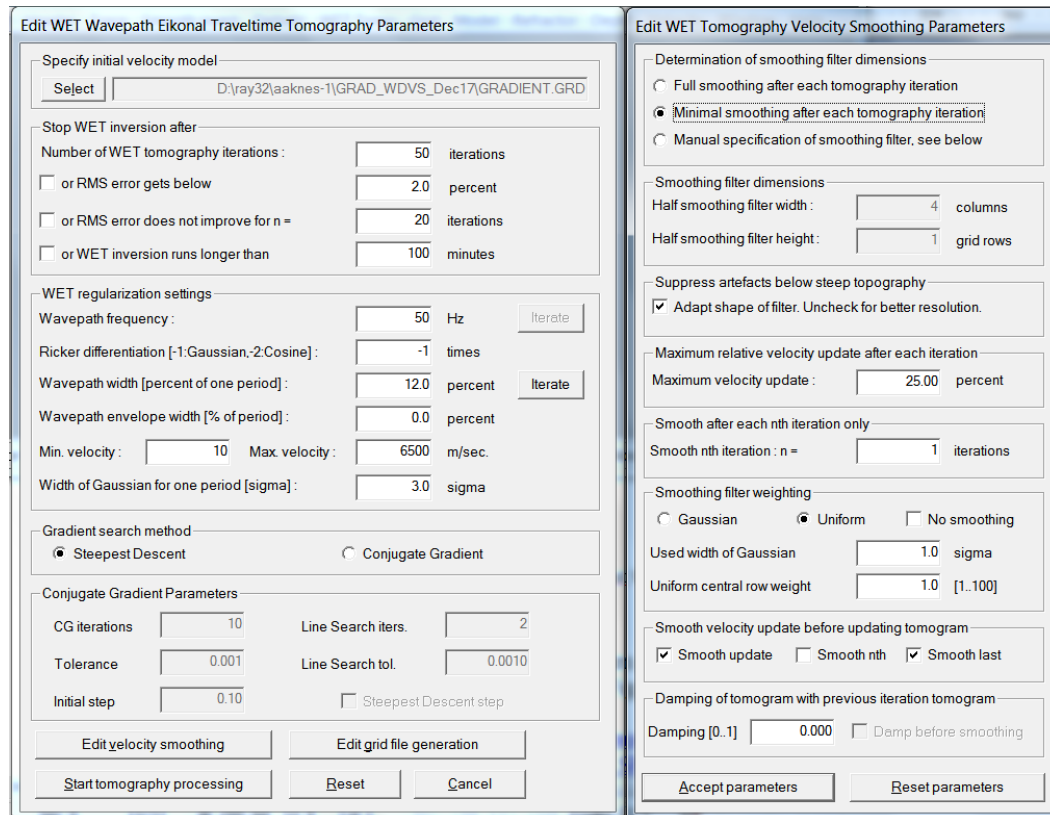 Edit WET Wavepath Eikonal Traveltime Tomography Parameters
Specify initial velocity model
Select D:\ray32\aaknes-1\GRAD_WDVS_Dec17\GRADIENT.GRD
Stop WET inversion after
Number of WET tomography iterations : 50 iterations
or RMS error gets below 2.0 percent
or RMS error does not improve for n = 20 iterations
or WET inversion runs longer than 100 minutes
WET regularization settings
Wavepath frequency : 50 Hz Iterate
Ricker differentiation [-1:Gaussian,-2:Cosine] : -1 times
Wavepath width [percent of one period] : 12.0 percent Iterate
Wavepath envelope width [% of period] : 0.0 percent
Min. velocity : 10 Max. velocity : 6500 m/sec.
Width of Gaussian for one period [sigma] : 3.0 sigma
Gradient search method
Steepest Descent Conjugate Gradient
Conjugate Gradient Parameters
CG iterations 10 Line Search iters. 2
Tolerance 0.001 Line Search tol. 0.0010
Initial step 0.10 Steepest Descent step
Edit velocity smoothing Edit grid file generation
Start tomography processing Reset Cancel
Edit WET Tomography Velocity Smoothing Parameters
Determination of smoothing filter dimensions
Full smoothing after each tomography iteration
Minimal smoothing after each tomography iteration
Manual specification of smoothing filter, see below
Smoothing filter dimensions
Half smoothing filter width : 4 columns
Half smoothing filter height : 1 grid rows
Suppress artefacts below steep topography
Adapt shape of filter. Uncheck for better resolution.
Maximum relative velocity update after each iteration
Maximum velocity update : 25.00 percent
Smooth after each nth iteration only
Smooth nth iteration : n = 1 iterations
Smoothing filter weighting
Gaussian Uniform No smoothing
Used width of Gaussian 1.0 sigma
Uniform central row weight 1.0 [1..100]
Smooth velocity update before updating tomogram
Smooth update Smooth nth Smooth last
Damping of tomogram with previous iteration tomogram
Damping [0..1] 0.000 Damp before smoothing
Accept parameters Reset parameters